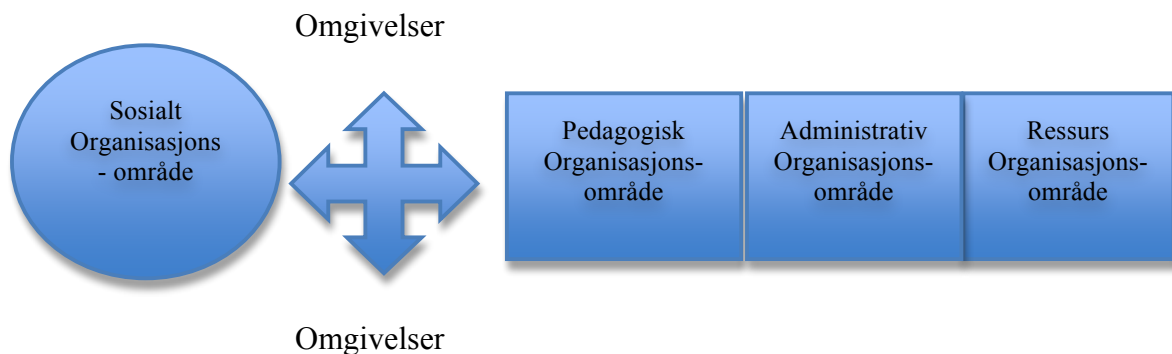 Omgivelser
Sosialt
Organisasjons
- område
Pedagogisk
Organisasjons-
område
Administrativ
Organisasjons-
område
Ressurs
Organisasjons-
område
Omgivelser